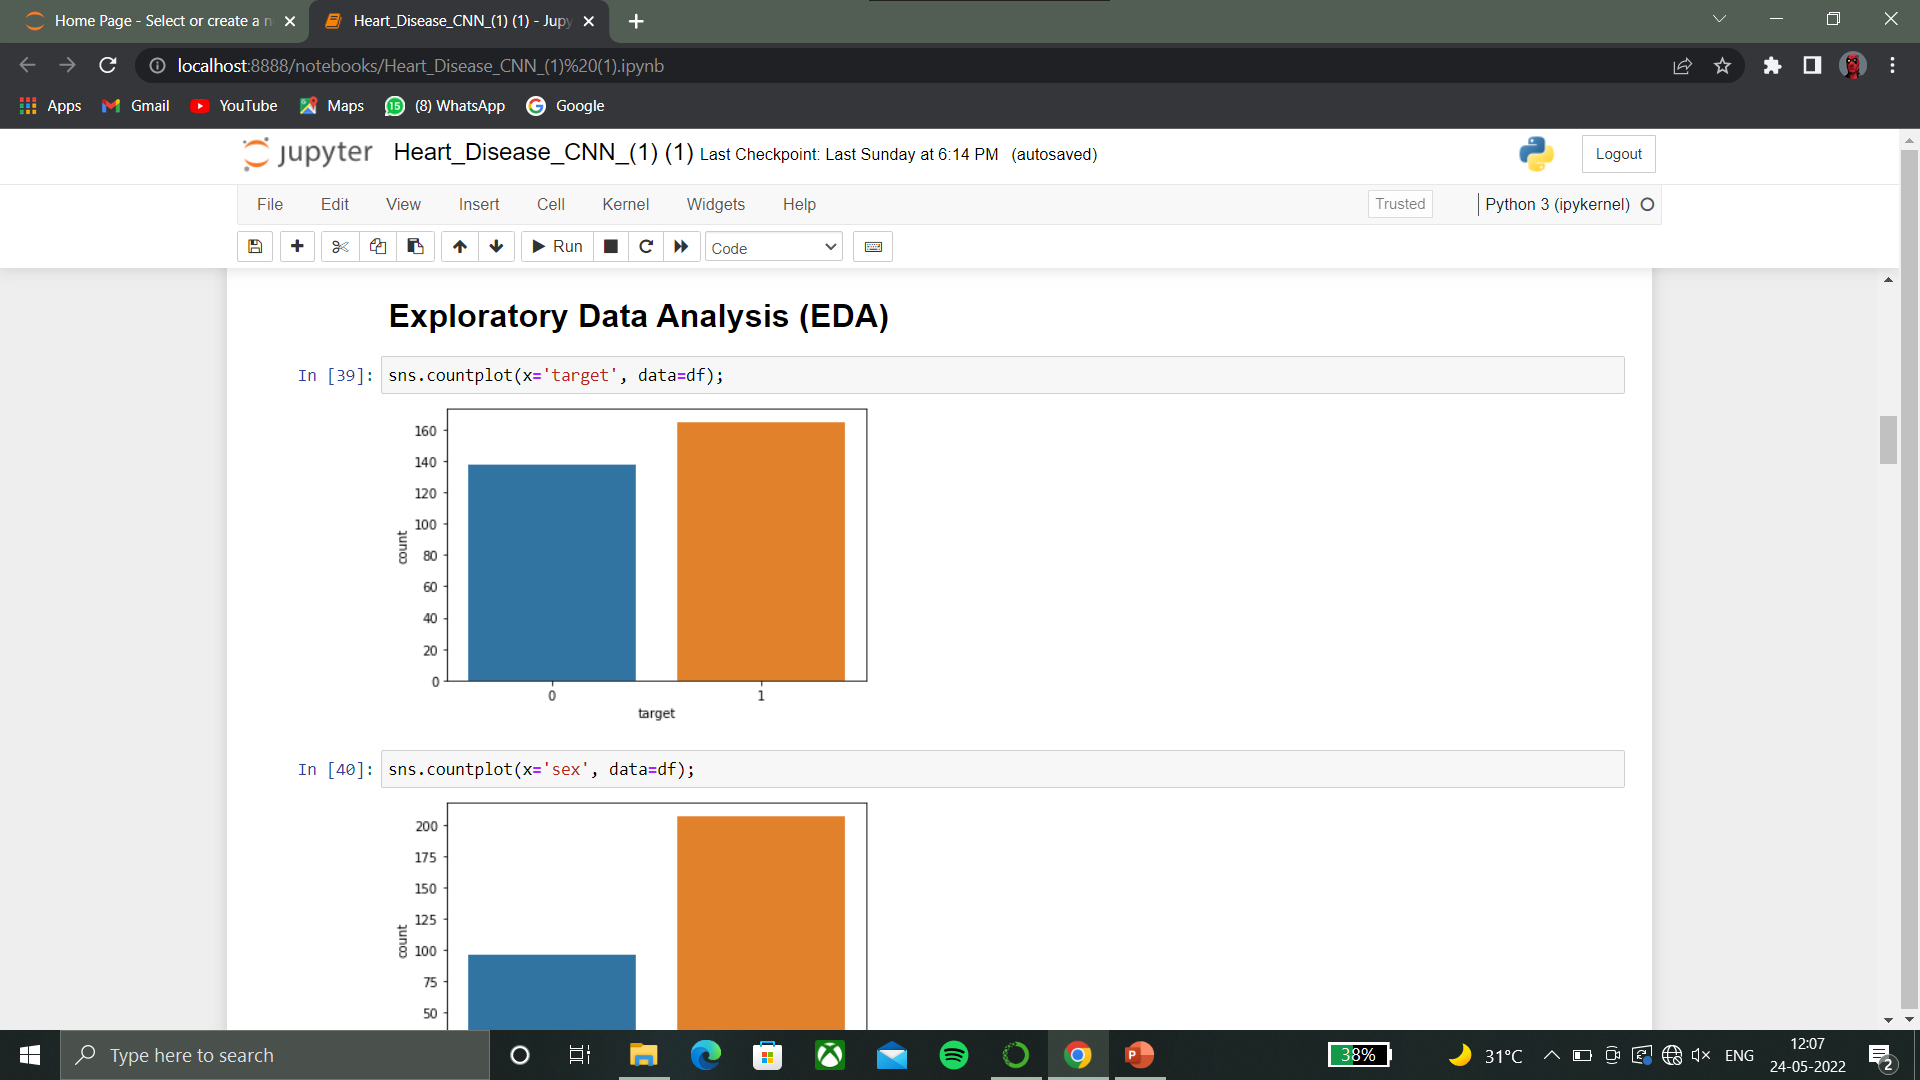 Home Page - Select or create a n
Heart_Disease_CNN_(1) (1) - Jupy
localhost:8888/notebooks/Heart_Disease_CNN_(1)%20(1).ipynb
Apps
Gmail
YouTube
Maps
15
(8) WhatsApp
Google
jupyter
Heart_Disease_CNN_(1) (1) Last Checkpoint: Last Sunday at 6:14 PM (autosaved)
Logout
File Edit View Insert Cell Kernel Widgets Help
Trusted
Python 3 (ipykernel)
Run
Code
Exploratory Data Analysis (EDA)
In [39]: sns.countplot(x='target', data=df);
160
140
120
100
80
60
40
20
0
count
0 1
target
In [40]: sns.countplot(x='sex', data=df);
200
175
150
125
100
75
50
count
Type here to search
P
38%
31°C
ENG
12:07
24-05-2022
2